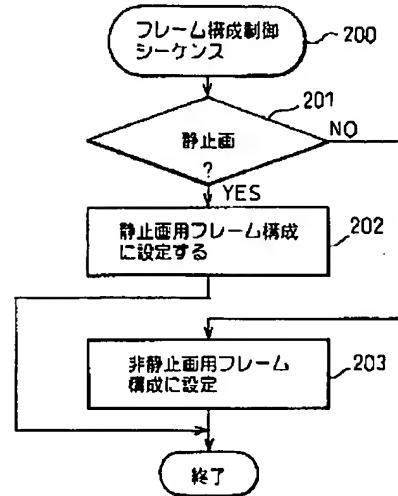 フレーム構成制御
シーケンス
200
201
静止画
?
NO
YES
静止画用フレーム構成
に設定する
202
非静止画用フレーム
構成に設定
203
終了